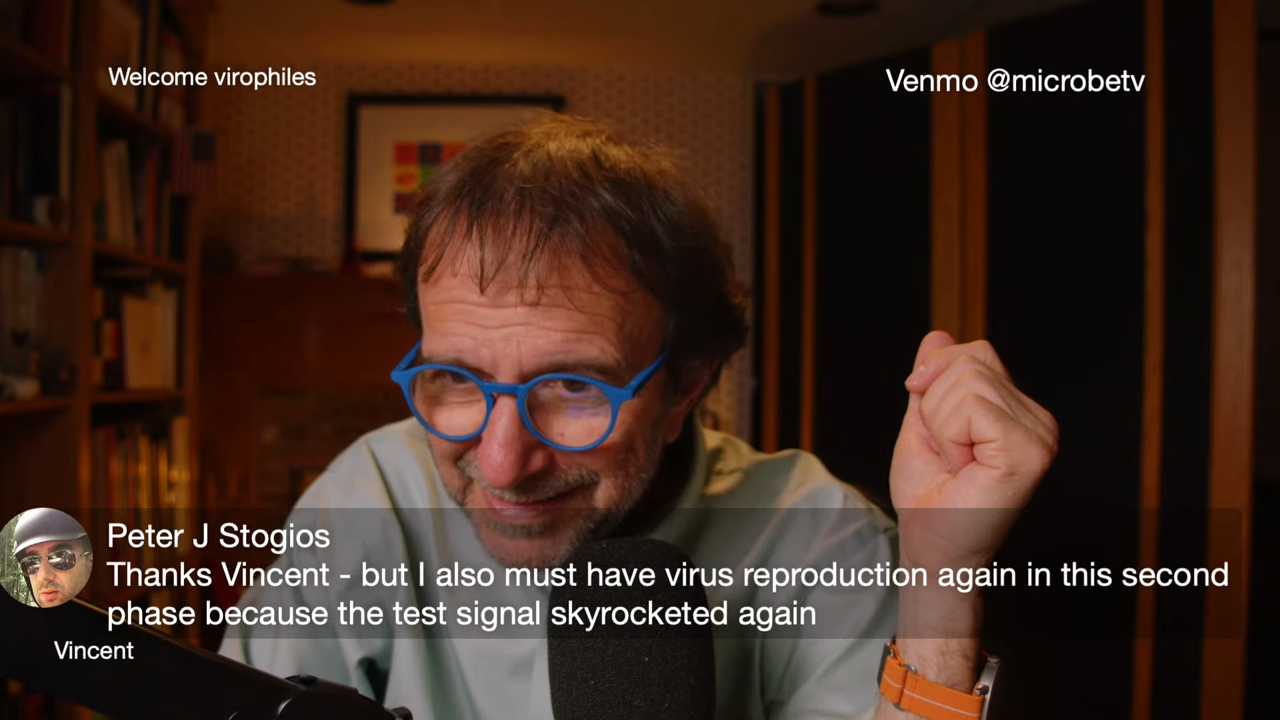 Welcome virophiles
Venmo @microbetv
Peter J Stogios
Thanks Vincent - but I also must have virus reproduction again in this second
phase because the test signal skyrocketed again
Vincent